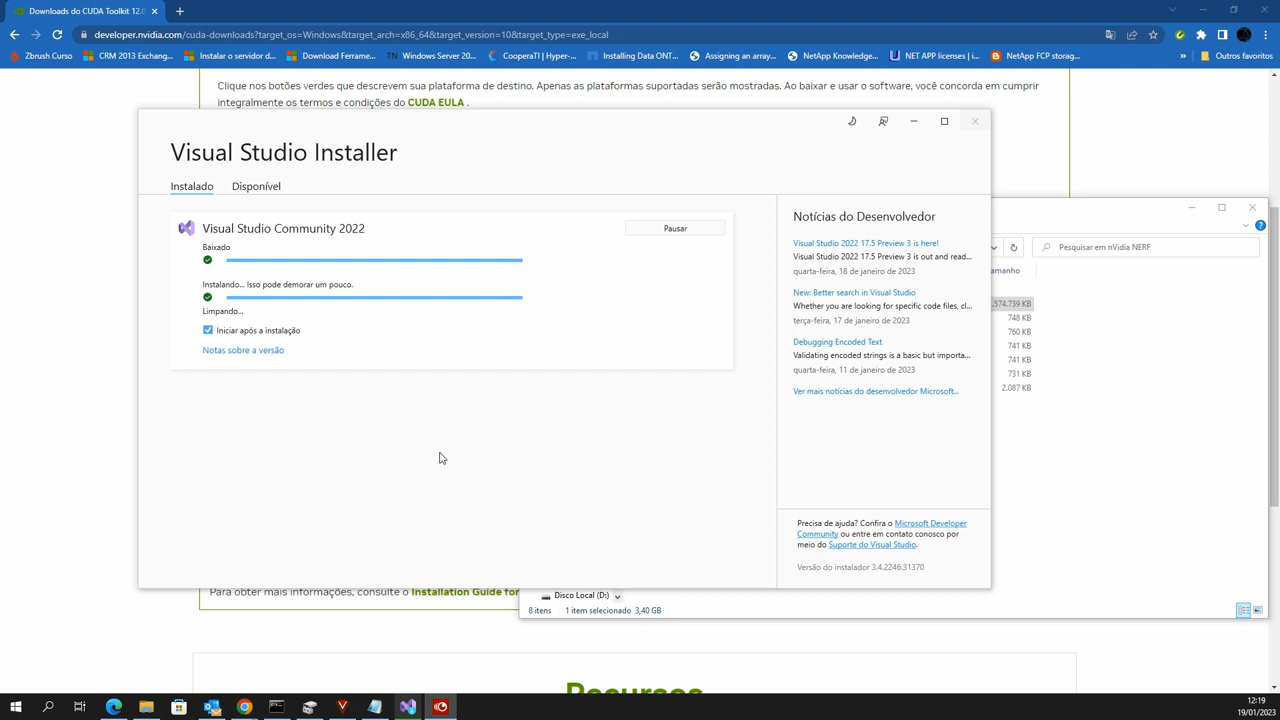 Downloads do CUDA Toolkit 12.0
developer.nvidia.com/cuda-downloads?target_os=Windows&target_arch=x86_64&target_version=10&target_type=exe_local
Zbrush Curso
CRM 2013 Exchang...
Instalar o servidor d...
Download Ferrame...
TN Windows Server 20...
CooperaTI | Hyper-...
Installing Data ONT...
Assigning an array...
NetApp Knowledge...
NET APP licenses | i...
NetApp FCP storag...
»
Outros favoritos
Clique nos botões verdes que descrevem sua plataforma de destino. Apenas as plataformas suportadas serão mostradas. Ao baixar e usar o software, você concorda em cumprir
integralmente os termos e condições do CUDA EULA .
Visual Studio Installer
Instalado
Disponível
Visual Studio Community 2022
Pausar
Baixado
Instalando... Isso pode demorar um pouco.
Limpando...
Iniciar após a instalação
Notas sobre a versão
Notícias do Desenvolvedor
Visual Studio 2022 17.5 Preview 3 is here!
Visual Studio 2022 17.5 Preview 3 is out and read...
quarta-feira, 18 de janeiro de 2023
New: Better search in Visual Studio
Whether you are looking for specific code files, cl...
terça-feira, 17 de janeiro de 2023
Debugging Encoded Text
Validating encoded strings is a basic but importa...
quarta-feira, 11 de janeiro de 2023
Ver mais notícias do desenvolvedor Microsoft...
Precisa de ajuda? Confira o Microsoft Developer
Community ou entre em contato conosco por
meio do Suporte do Visual Studio.
Versão do instalador 3.4.2246.31370
Pesquisar em nVidia NERF
amanho
.574.739 KB
748 KB
760 KB
741 KB
741 KB
731 KB
2.087 KB
Para obter mais informações, consulte o Installation Guide for
Disco Local (D:)
8 itens
1 item selecionado 3,40 GB
Recursos
12:19
19/01/2023